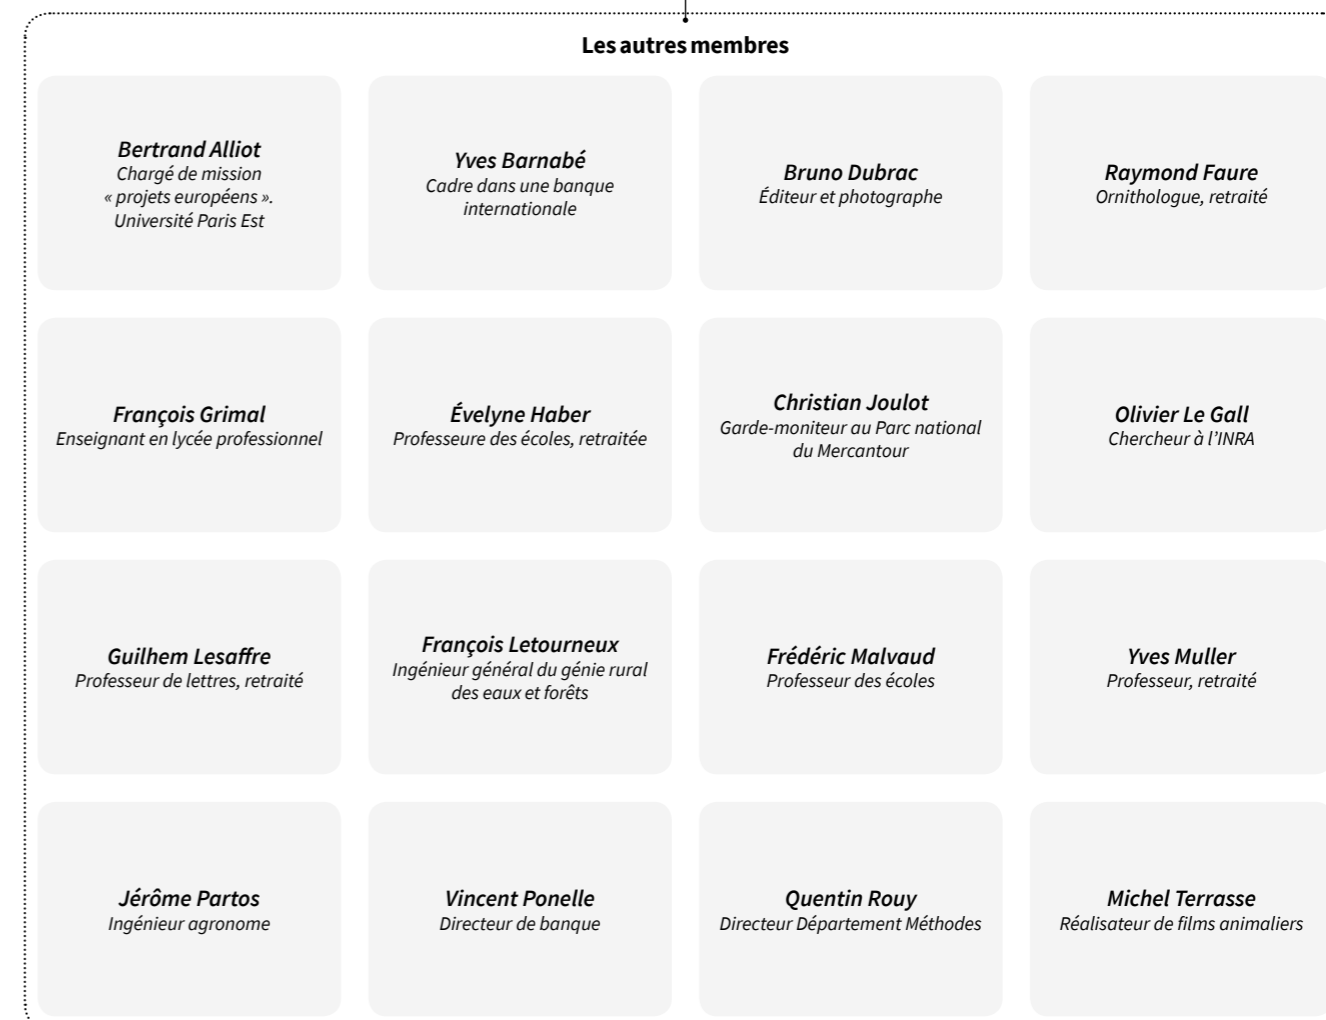 Les autres membres
Bertrand Alliot
Chargé de mission
« projets européens ».
Université Paris Est
Yves Barnabé
Cadre dans une banque
internationale
Bruno Dubrac
Éditeur et photographe
Raymond Faure
Ornithologue, retraité
François Grimal
Enseignant en lycée professionnel
Évelyne Haber
Professeure des écoles, retraitée
Christian Joulot
Garde-moniteur au Parc national
du Mercantour
Olivier Le Gall
Chercheur à l’INRA
Guilhem Lesaffre
Professeur de lettres, retraité
François Letourneux
Ingénieur général du génie rural
des eaux et forêts
Frédéric Malvaud
Professeur des écoles
Yves Muller
Professeur, retraité
Jérôme Partos
Ingénieur agronome
Vincent Ponelle
Directeur de banque
Quentin Rouy
Directeur Département Méthodes
Michel Terrasse
Réalisateur de films animaliers